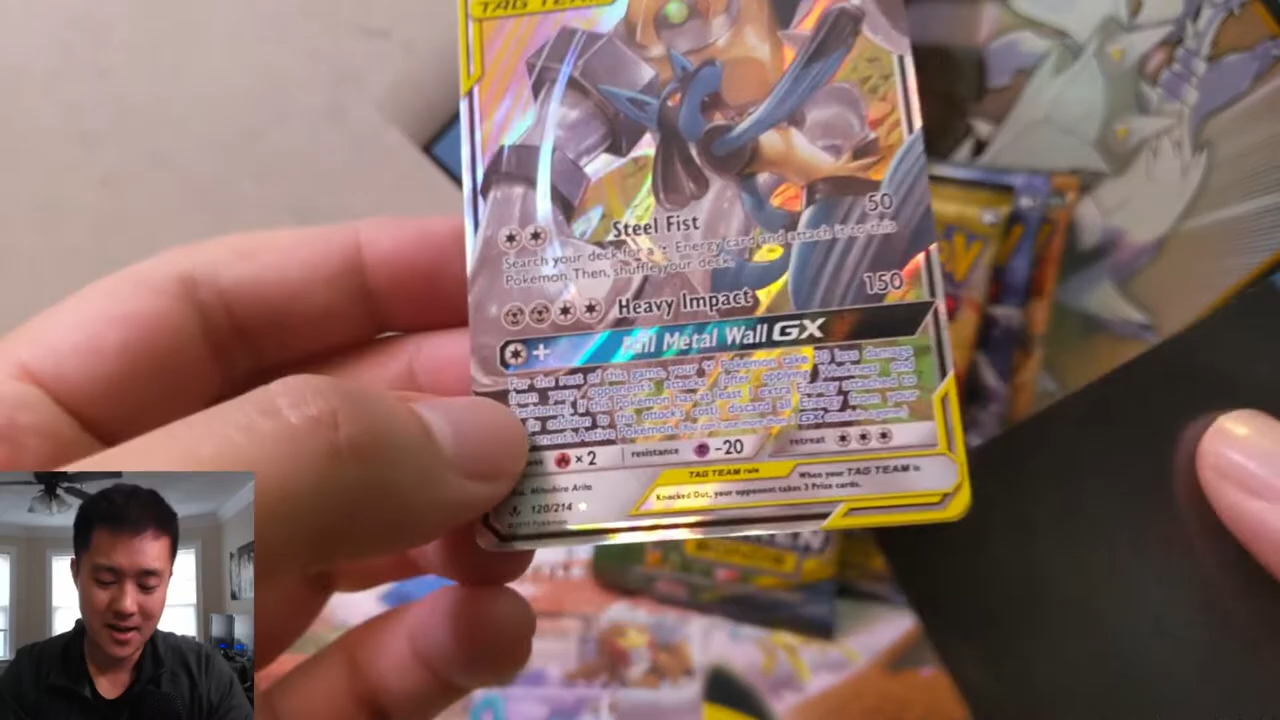 TAG TEAM
Steel Fist 50
Search your deck for a Energy card and attach it to this
Pokémon. Then, shuffle your deck.
Heavy Impact 150
+ Full Metal Wall GX
For the rest of this game, your Pokémon take 30 less damage
from your opponent's attacks (after applying Weakness and
Resistance). If this Pokémon has at least 1 extra Energy attached to
(in addition to this attack's cost), discard all Energy from your
opponent's Active Pokémon. (You can't use more than 1 GX attack in a game.)
×2 resistance -20 retreat
TAG TEAM rule When your TAG TEAM is
Knocked Out, your opponent takes 3 Prize cards.
Mitsuhiro Arita
120/214
©2019 Pokémon